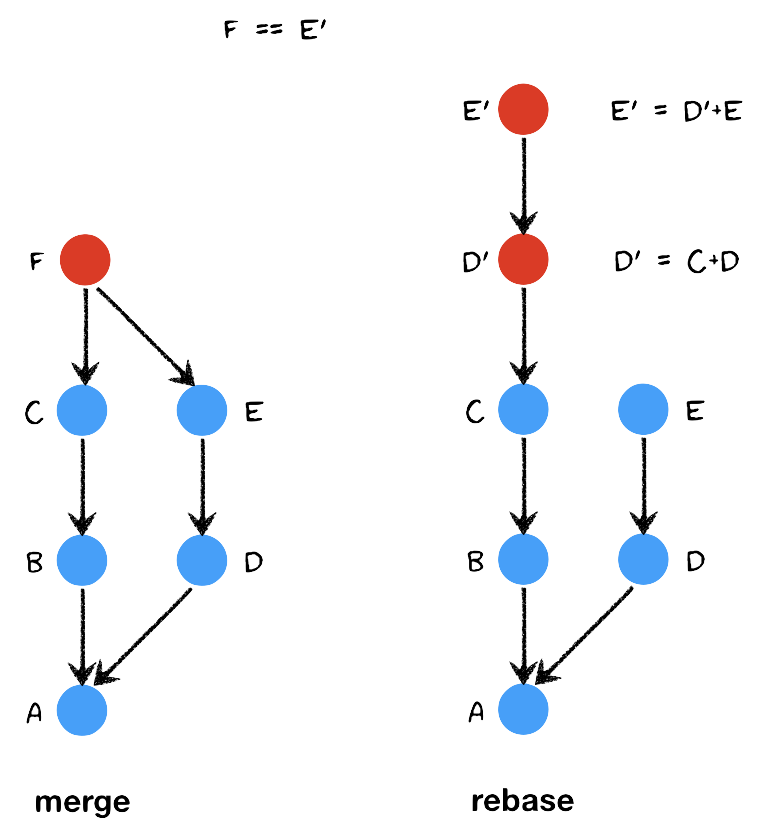 F == E'
E'
E' = D'+E
F
D'
D' = C+D
C
E
C
E
B
D
B
D
A
A
merge
rebase